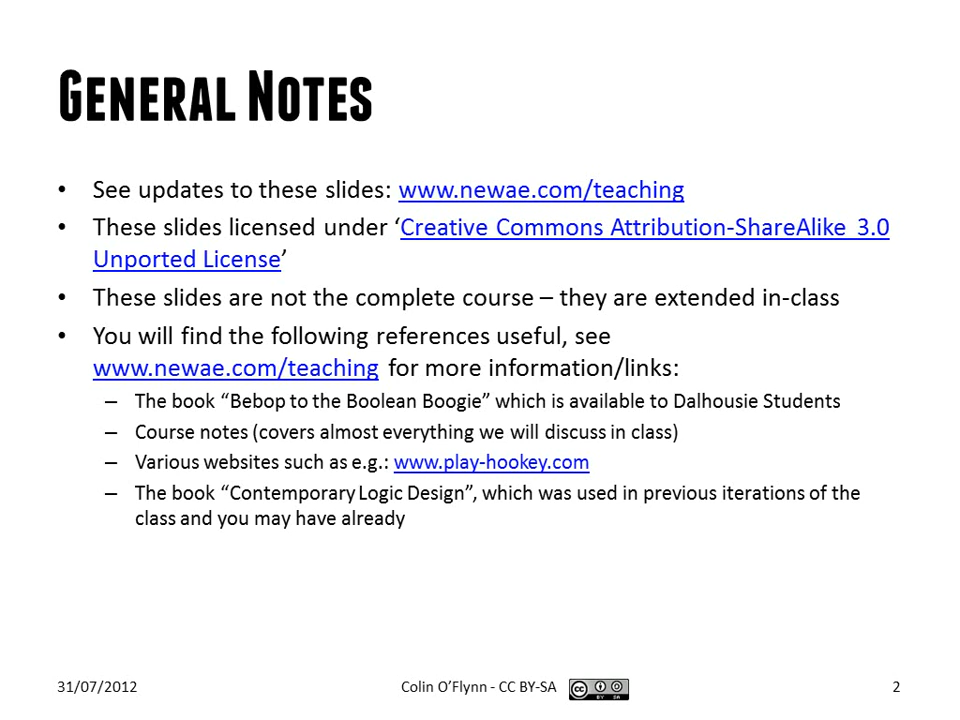 General Notes
• See updates to these slides: www.newae.com/teaching
• These slides licensed under ‘Creative Commons Attribution-ShareAlike 3.0
Unported License’
• These slides are not the complete course – they are extended in-class
• You will find the following references useful, see
www.newae.com/teaching for more information/links:
– The book “Bebop to the Boolean Boogie” which is available to Dalhousie Students
– Course notes (covers almost everything we will discuss in class)
– Various websites such as e.g.: www.play-hookey.com
– The book “Contemporary Logic Design”, which was used in previous iterations of the
class and you may have already
31/07/2012 Colin O’Flynn - CC BY-SA cc BY SA 2